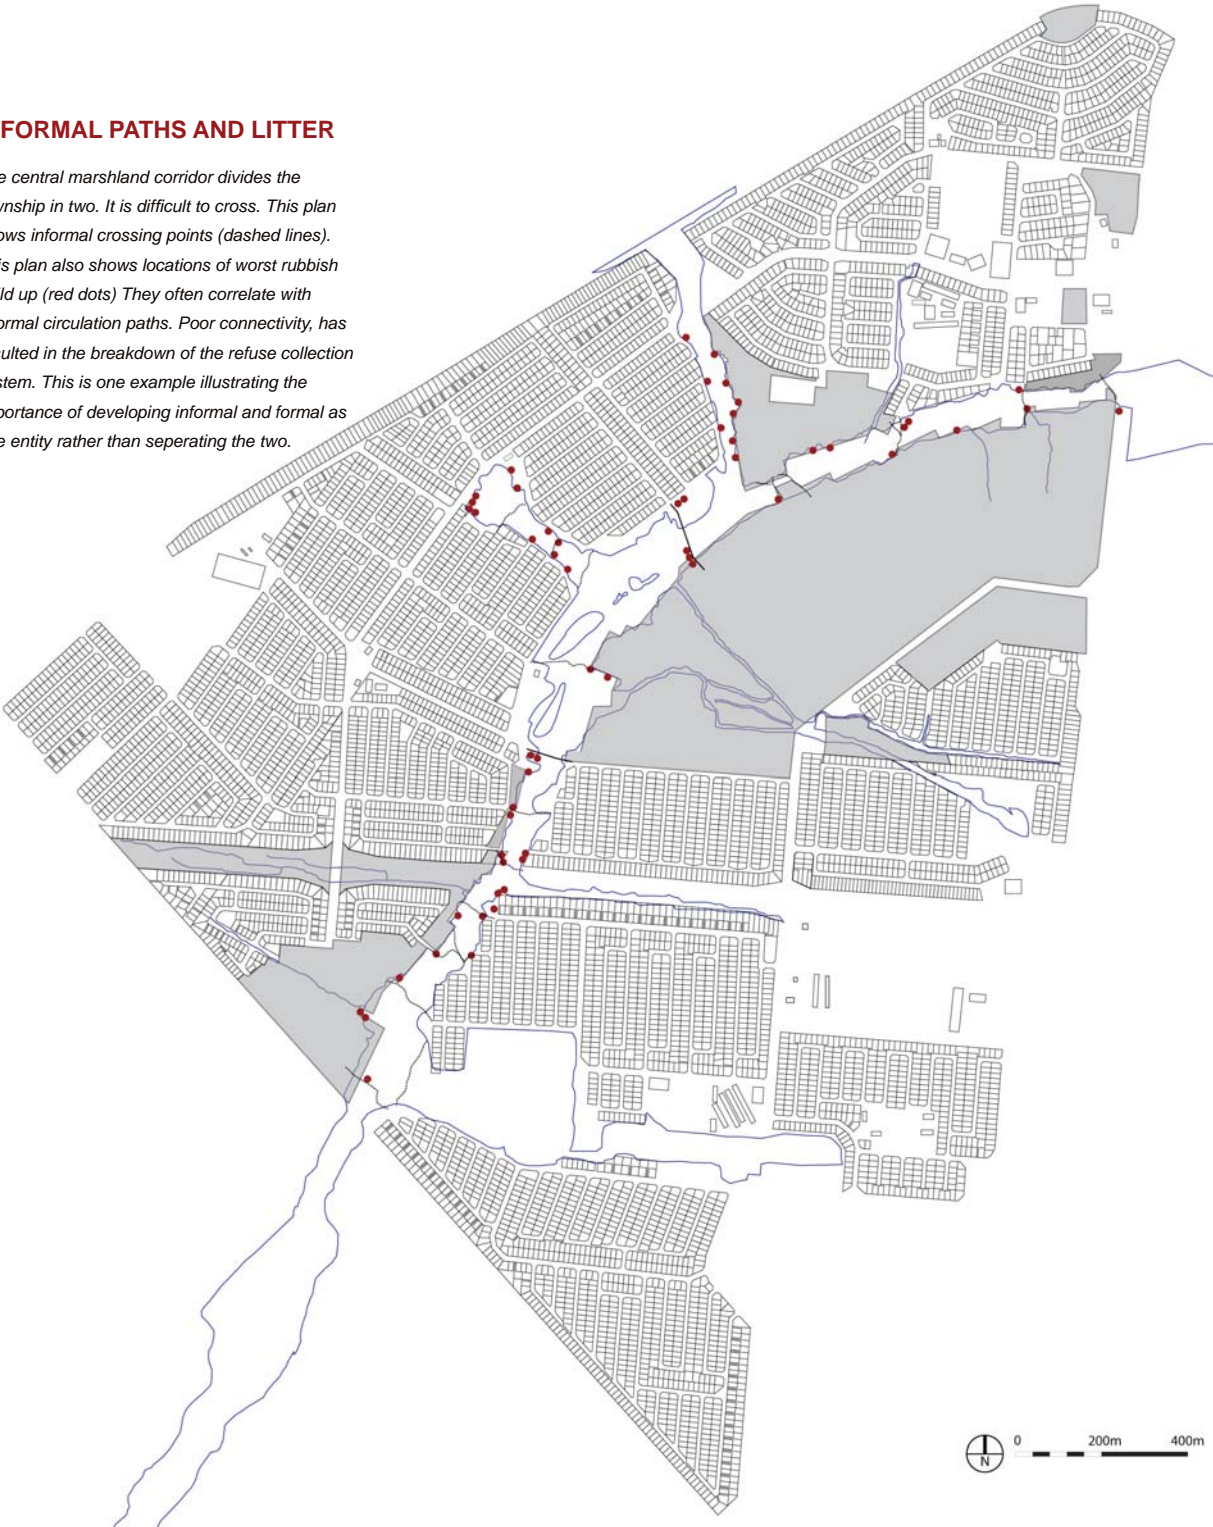 FORMAL PATHS AND LITTER
e central marshland corridor divides the
wnship in two. It is difficult to cross. This plan
ows informal crossing points (dashed lines).
is plan also shows locations of worst rubbish
ild up (red dots) They often correlate with
ormal circulation paths. Poor connectivity, has
sulted in the breakdown of the refuse collection
stem. This is one example illustrating the
portance of developing informal and formal as
e entity rather than seperating the two.
N
0 200m 400m